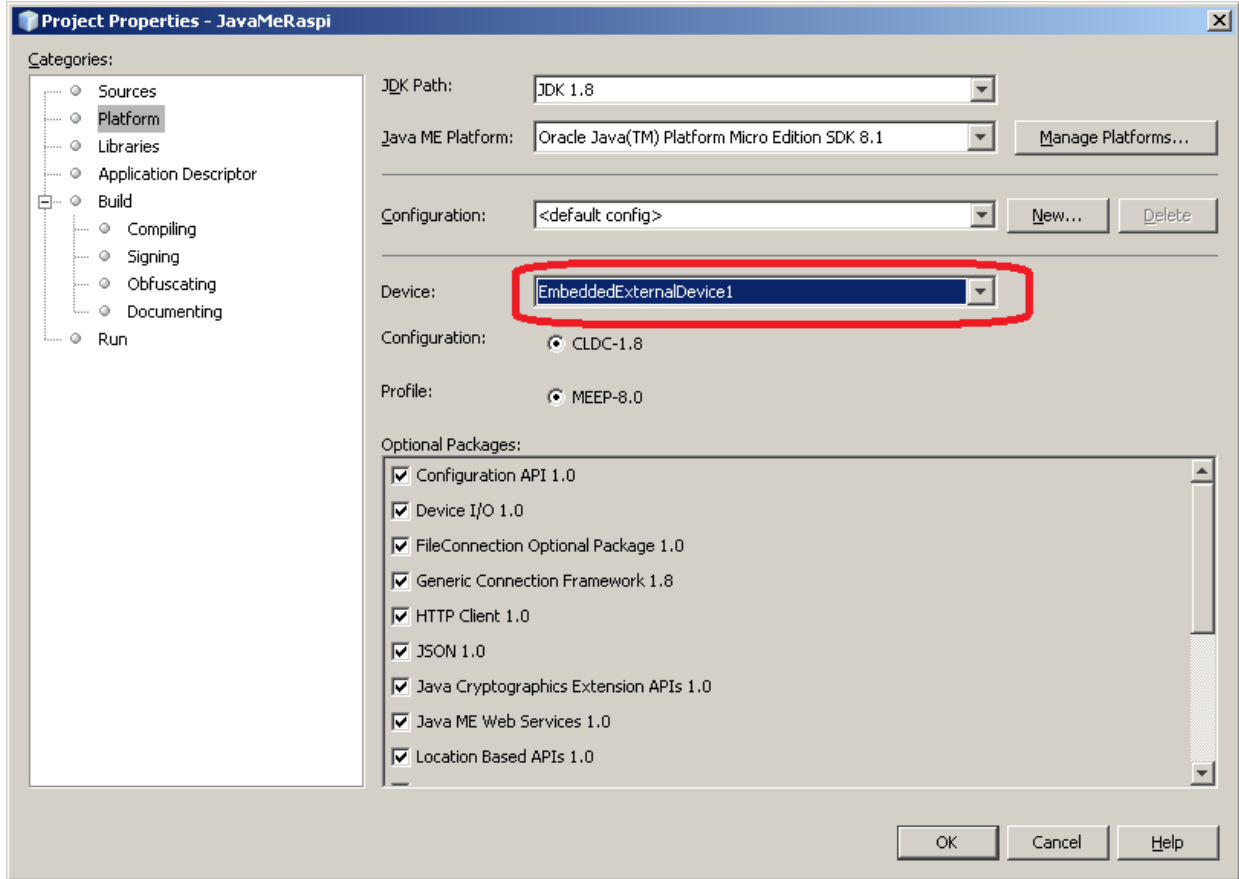 Project Properties - JavaMeRaspi
Categories:
Sources
Platform
Libraries
Application Descriptor
Build
Compiling
Signing
Obfuscating
Documenting
Run
JDK Path: JDK 1.8
Java ME Platform: Oracle Java(TM) Platform Micro Edition SDK 8.1 Manage Platforms...
Configuration: <default config> New... Delete
Device: EmbeddedExternalDevice1
Configuration: CLDC-1.8
Profile: MEEP-8.0
Optional Packages:
Configuration API 1.0
Device I/O 1.0
FileConnection Optional Package 1.0
Generic Connection Framework 1.8
HTTP Client 1.0
JSON 1.0
Java Cryptographics Extension APIs 1.0
Java ME Web Services 1.0
Location Based APIs 1.0
OK Cancel Help